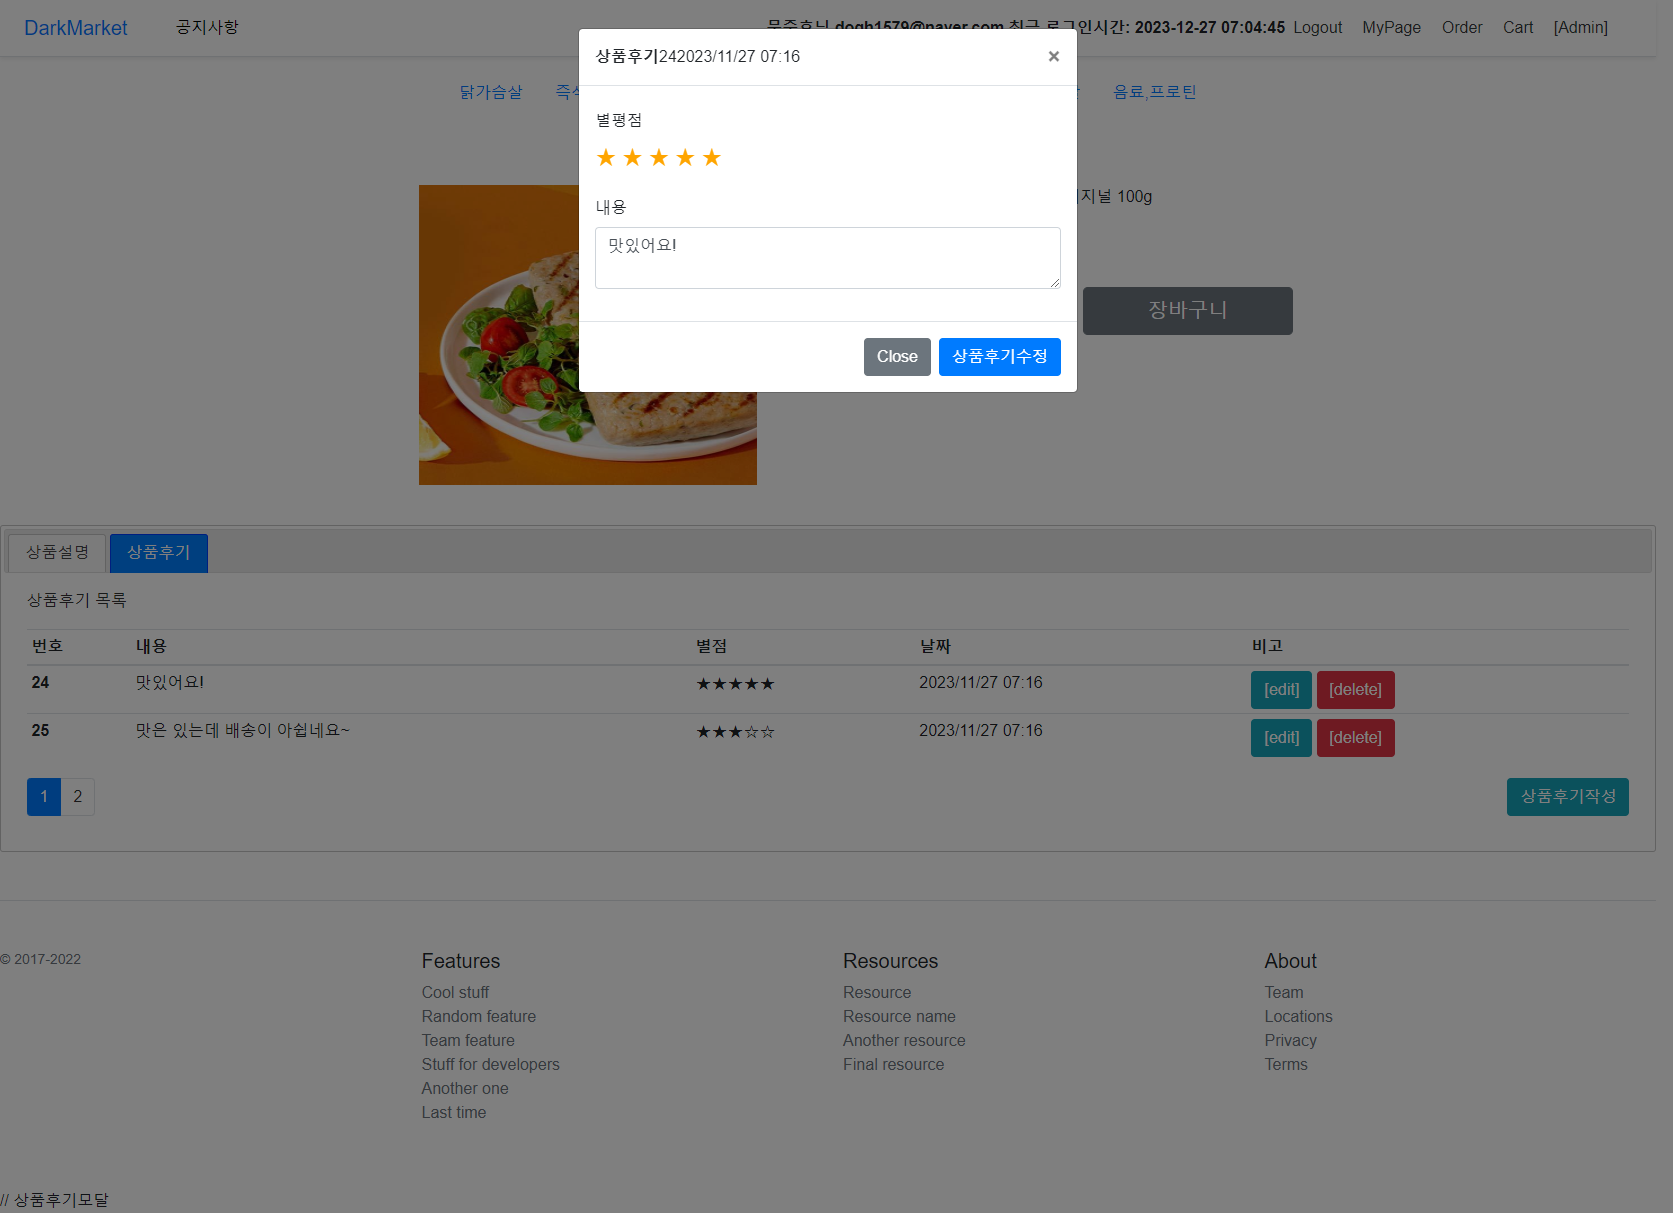 DarkMarket 공지사항 dogh1579@naver.com 최근 로그인시간: 2023-12-27 07:04:45 Logout MyPage Order Cart [Admin]
상품후기242023/11/27 07:16 ×
닭가슴살 음료,프로틴
별평점
★ ★ ★ ★ ★
지널 100g
내용
맛있어요!
장바구니
Close 상품후기수정
상품설명 상품후기
상품후기 목록
번호 내용 별점 날짜 비고
24 맛있어요! ★★★★★ 2023/11/27 07:16 [edit] [delete]
25 맛은 있는데 배송이 아쉽네요~ ★★★☆☆ 2023/11/27 07:16 [edit] [delete]
1 2 상품후기작성
© 2017-2022
Features
Cool stuff
Random feature
Team feature
Stuff for developers
Another one
Last time
Resources
Resource
Resource name
Another resource
Final resource
About
Team
Locations
Privacy
Terms
// 상품후기모달